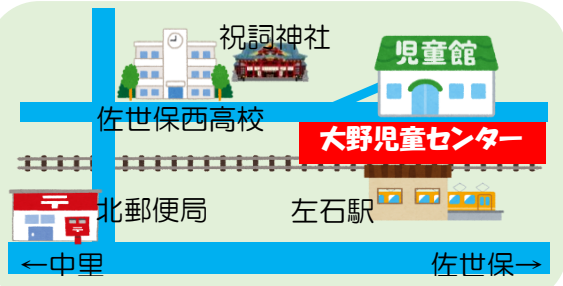 祝詞神社
児童館
佐世保西高校
大野児童センター
北郵便局
左石駅
←中里
佐世保→